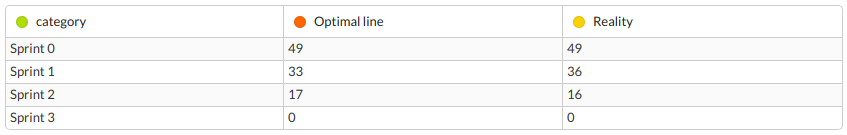 category Optimal line Reality
Sprint 0 49 49
Sprint 1 33 36
Sprint 2 17 16
Sprint 3 0 0